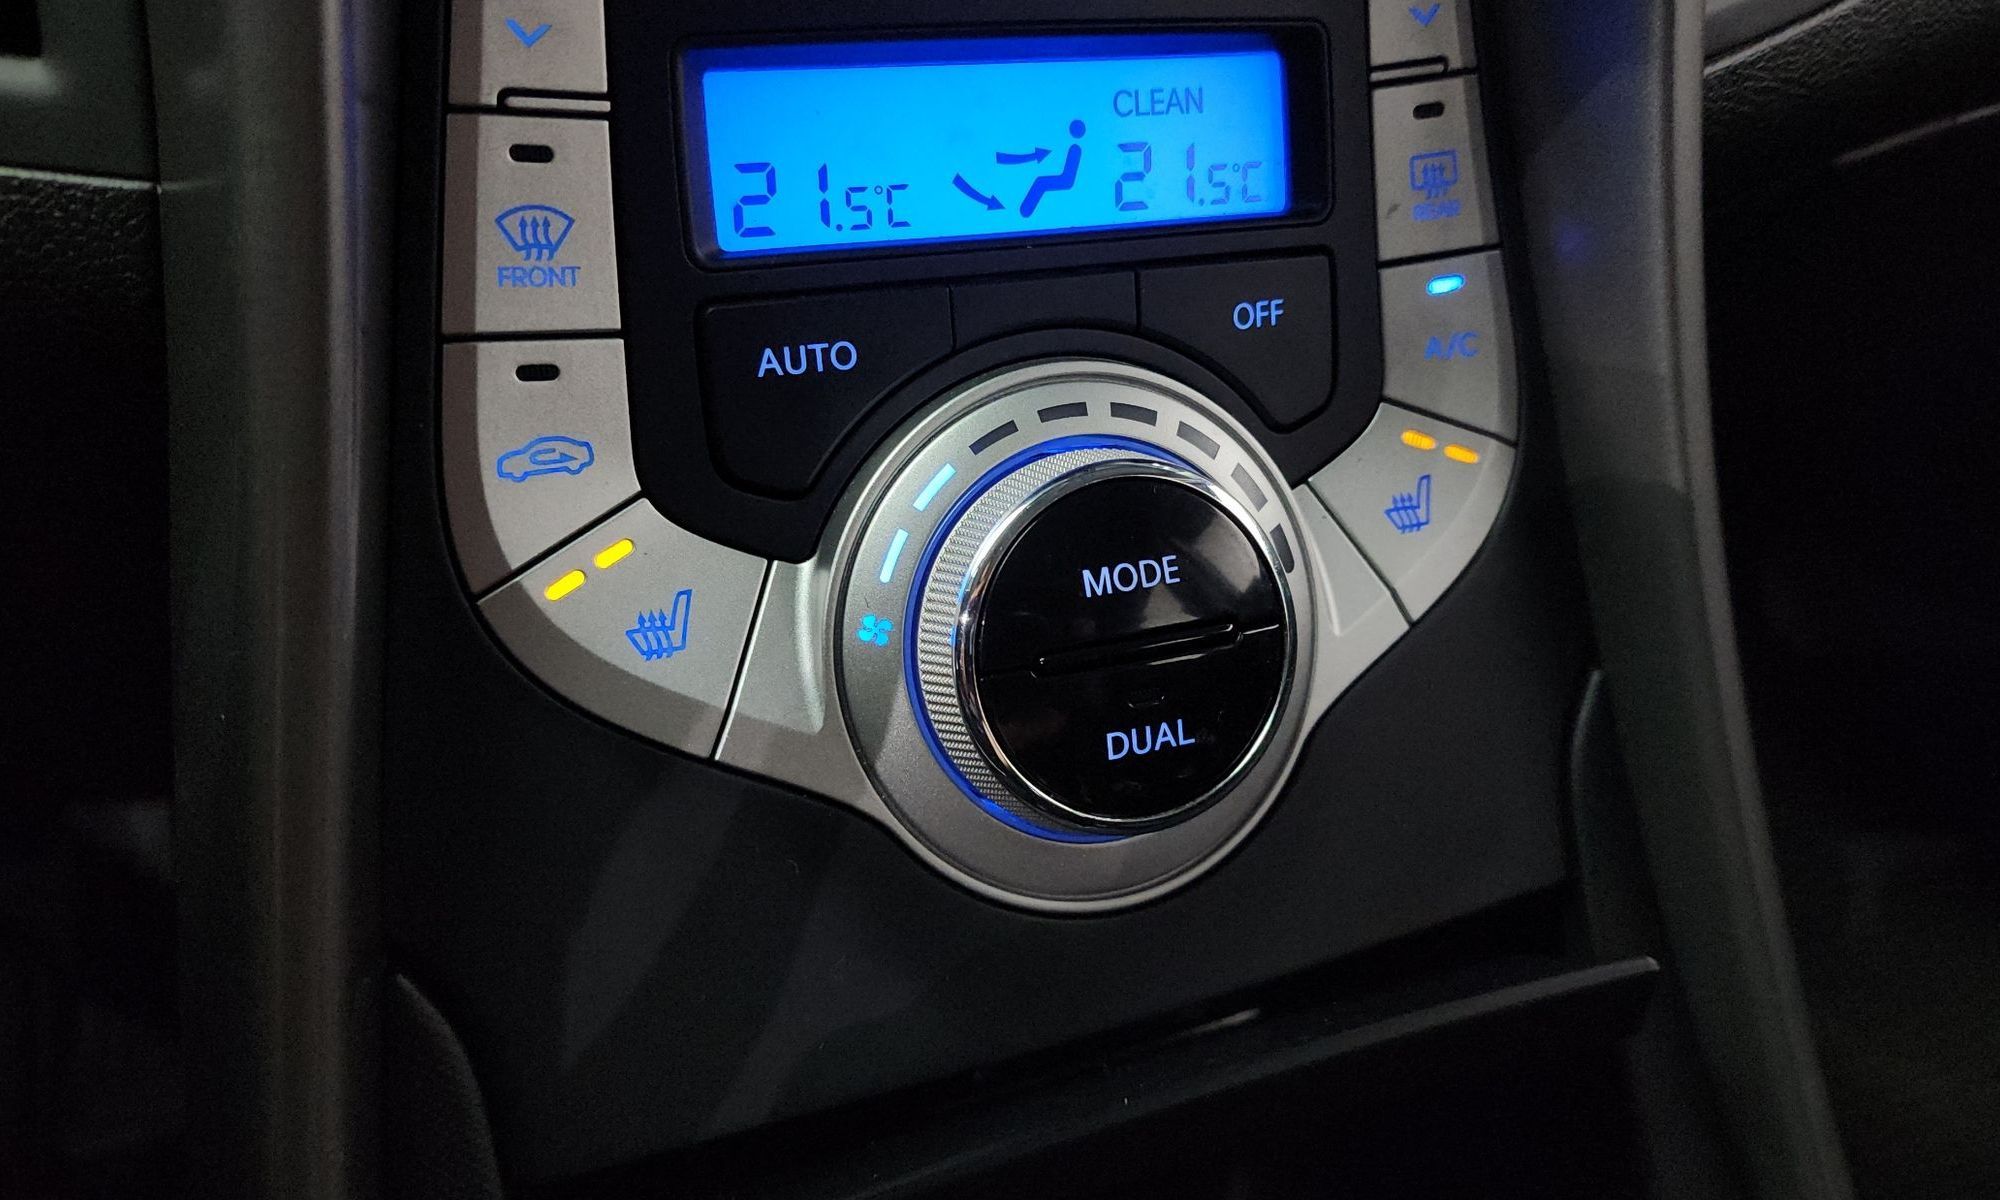 CLEAN
21.5°C
21.5°C
FRONT
REAR
AUTO
OFF
A/C
MODE
DUAL